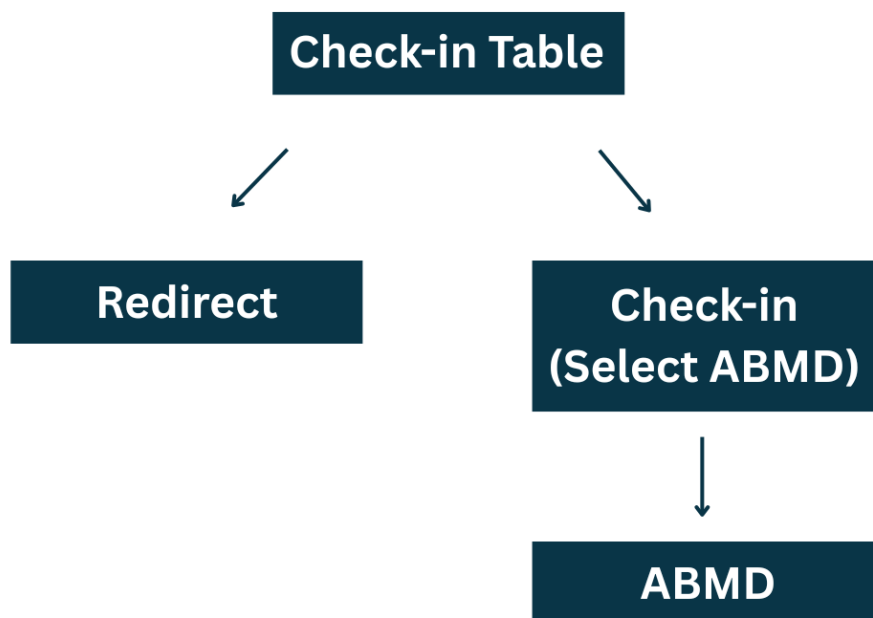 Check-in Table
Redirect
Check-in
(Select ABMD)
ABMD